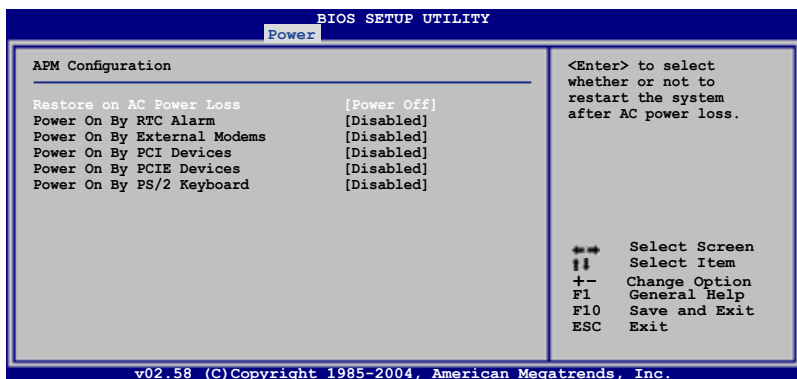 BIOS SETUP UTILITY
Power
APM Configuration
Restore on AC Power Loss [Power Off]
Power On By RTC Alarm [Disabled]
Power On By External Modems [Disabled]
Power On By PCI Devices [Disabled]
Power On By PCIE Devices [Disabled]
Power On By PS/2 Keyboard [Disabled]
<Enter> to select
whether or not to
restart the system
after AC power loss.
←→ Select Screen
↑↓ Select Item
+- Change Option
F1 General Help
F10 Save and Exit
ESC Exit
v02.58 (C)Copyright 1985-2004, American Megatrends, Inc.